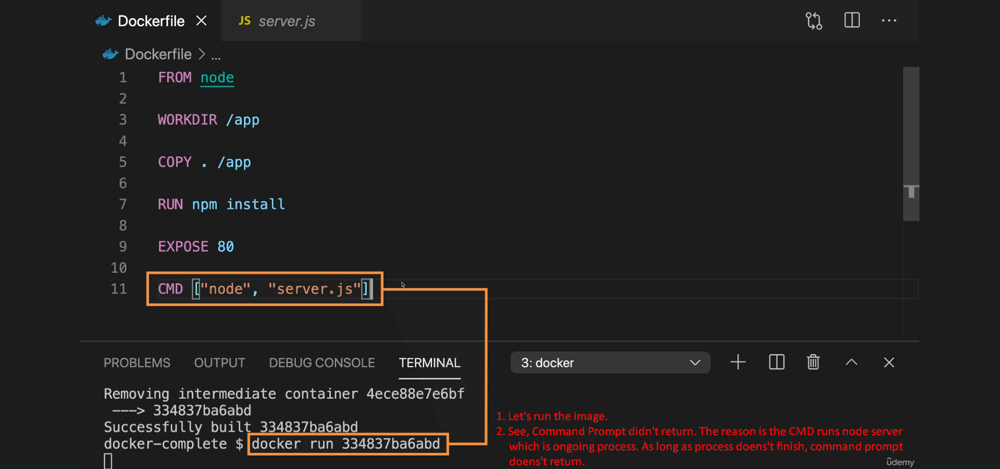 Dockerfile
JS server.js
Dockerfile > ...
1 FROM node
2
3 WORKDIR /app
4
5 COPY . /app
6
7 RUN npm install
8
9 EXPOSE 80
10
11 CMD ["node", "server.js"]
PROBLEMS OUTPUT DEBUG CONSOLE TERMINAL 3: docker
Removing intermediate container 4ece88e7e6bf
---> 334837ba6abd
Successfully built 334837ba6abd
docker-complete $ docker run 334837ba6abd
1. Let's run the image.
2. See, Command Prompt didn't return. The reason is the CMD runs node server
which is ongoing process. As long as process doens't finish, command prompt
doens't return.
ûdemy